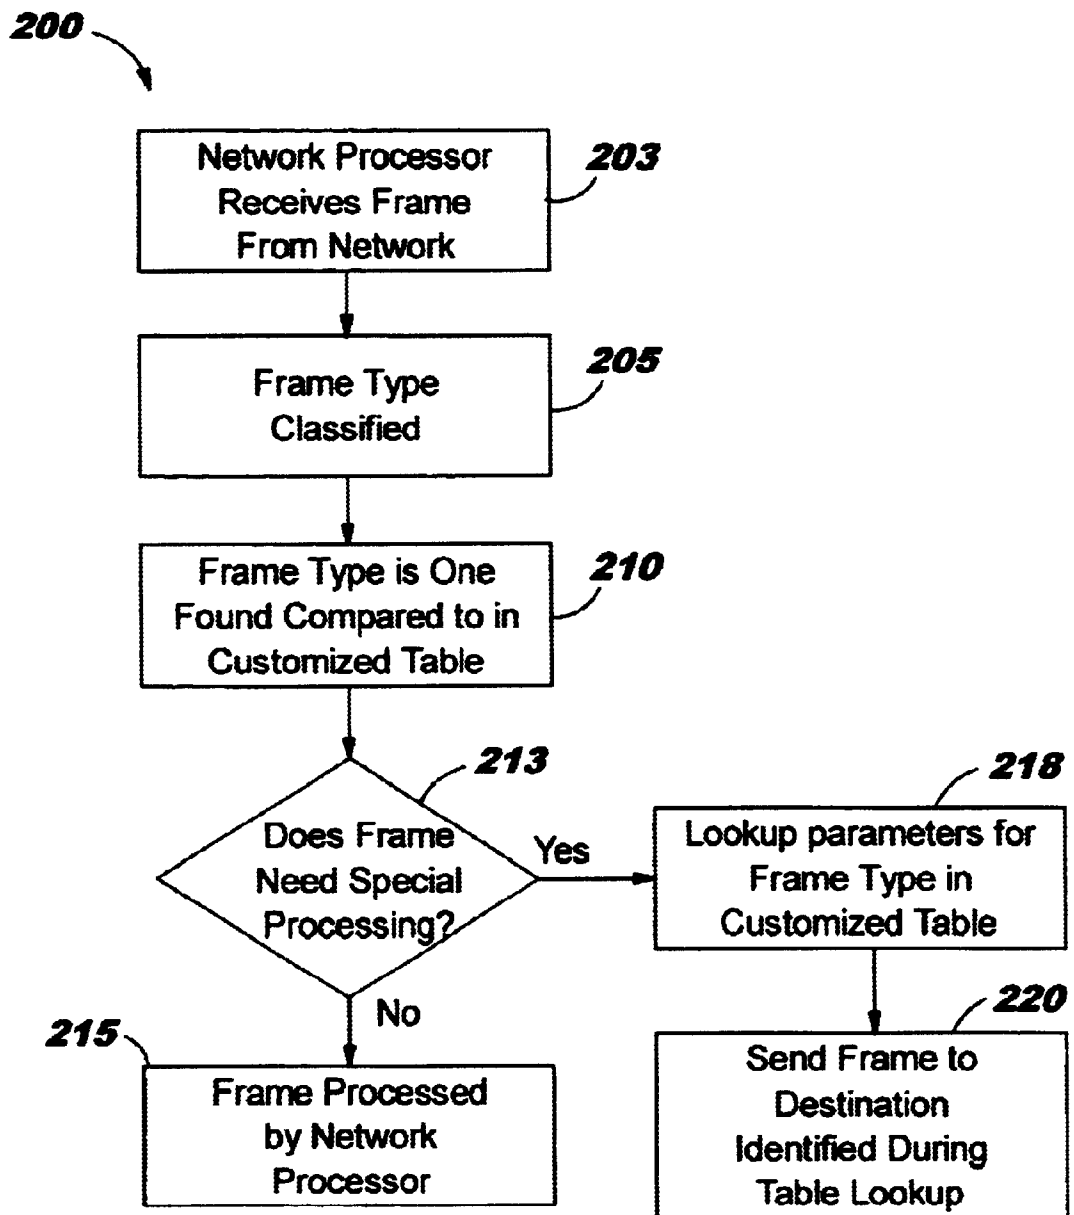 200
Network Processor
Receives Frame
From Network
203
Frame Type
Classified
205
Frame Type is One
Found Compared to in
Customized Table
210
213
Does Frame
Need Special
Processing?
Yes
No
218
Lookup parameters for
Frame Type in
Customized Table
215
Frame Processed
by Network
Processor
220
Send Frame to
Destination
Identified During
Table Lookup